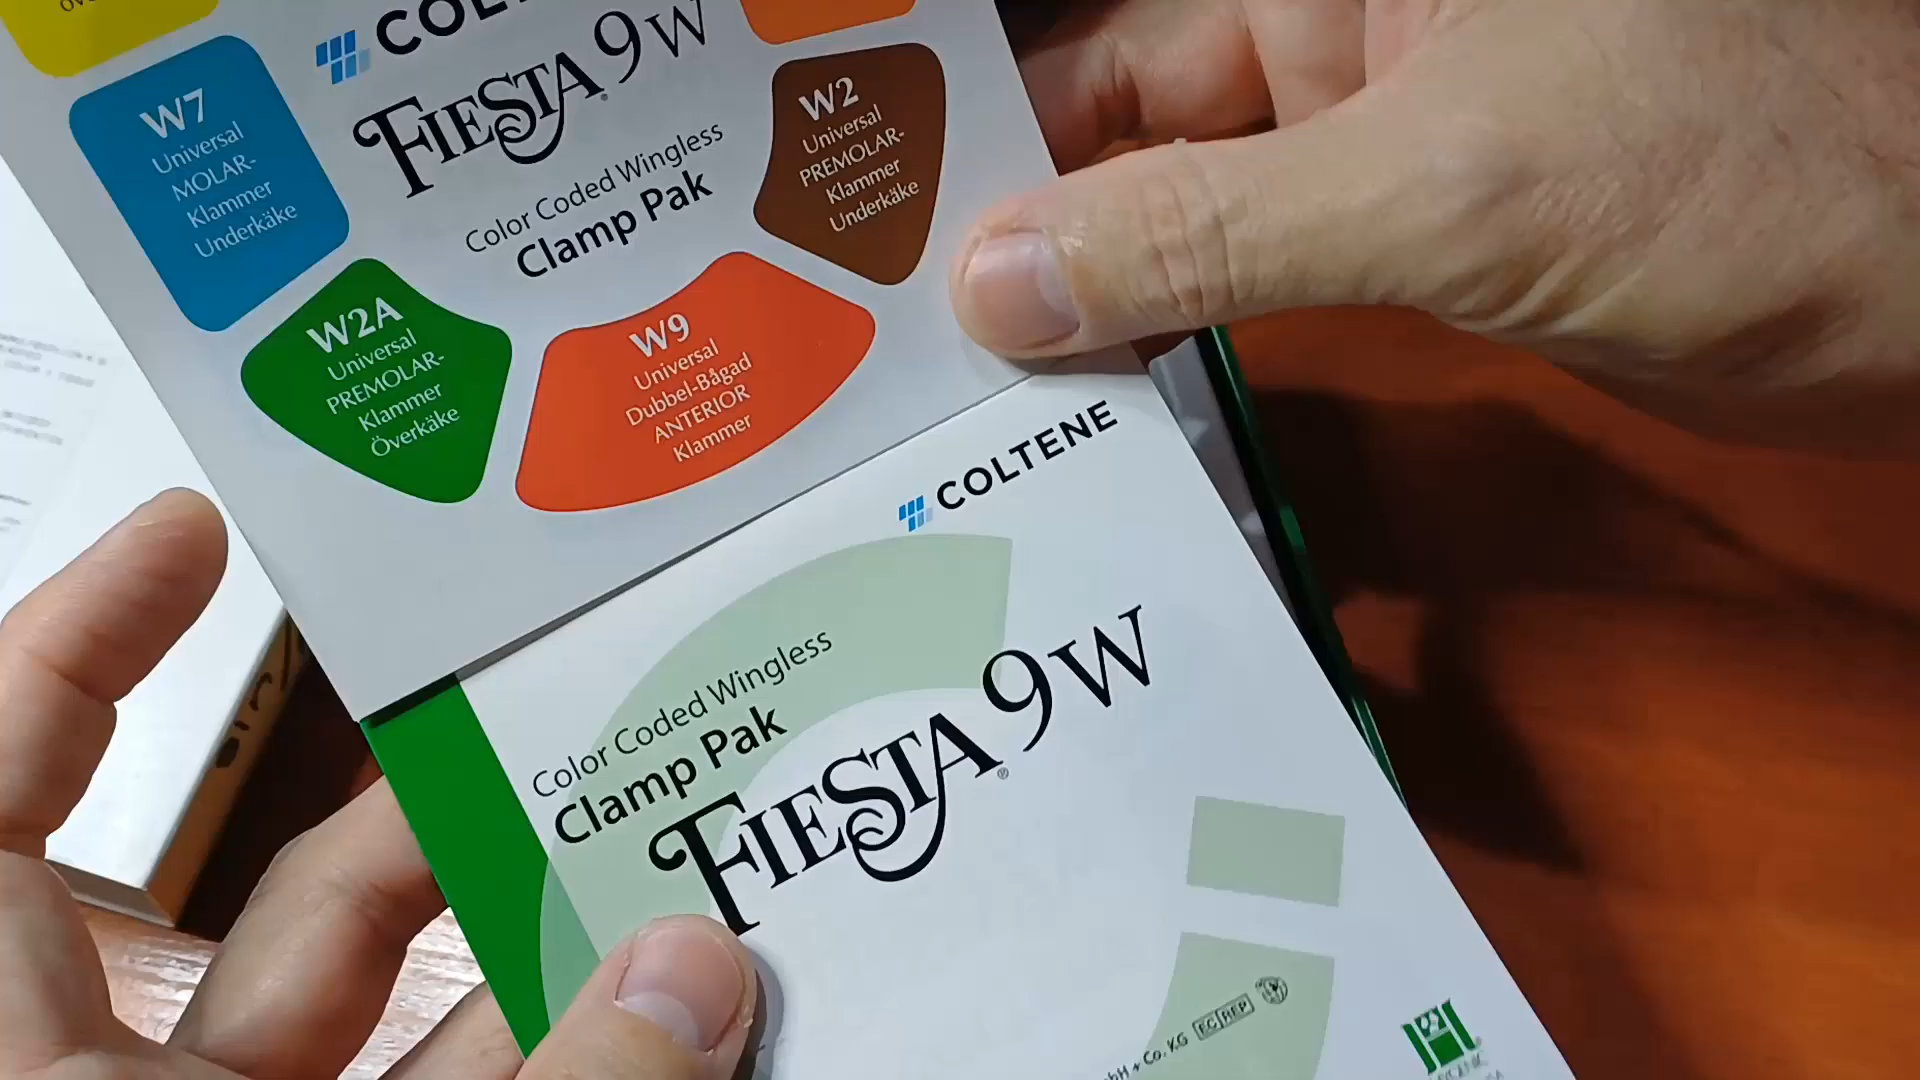 FIESTA® 9W
Color Coded Wingless
Clamp Pak
W7
Universal
MOLAR-
Klammer
Underkäke
W2
Universal
PREMOLAR-
Klammer
Underkäke
W2A
Universal
PREMOLAR-
Klammer
Överkäke
W9
Universal
Dubbel-Bågad
ANTERIOR
Klammer
COLTENE
Color Coded Wingless
Clamp Pak
FIESTA® 9W
Co. KG EC REP